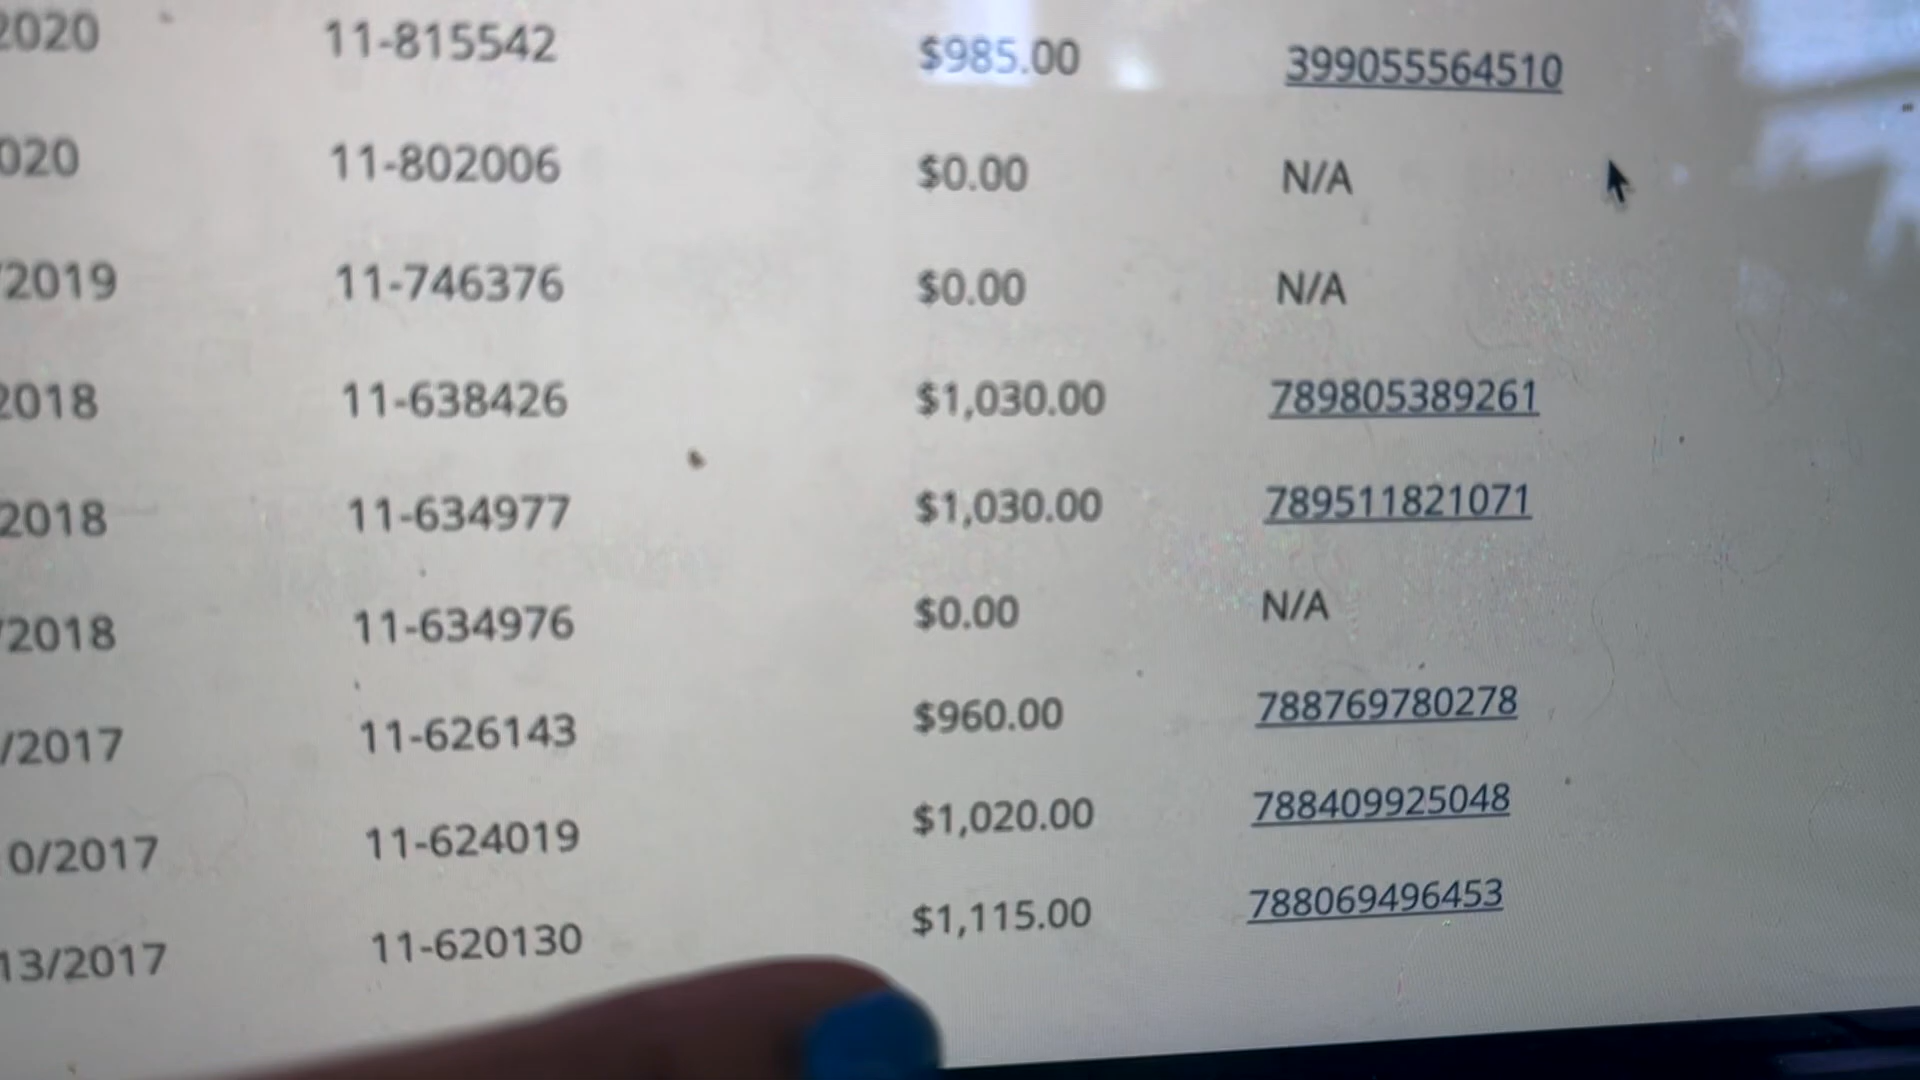 2020 11-815542 $985.00 399055564510
020 11-802006 $0.00 N/A
/2019 11-746376 $0.00 N/A
2018 11-638426 $1,030.00 789805389261
2018 11-634977 $1,030.00 789511821071
/2018 11-634976 $0.00 N/A
/2017 11-626143 $960.00 788769780278
0/2017 11-624019 $1,020.00 788409925048
13/2017 11-620130 $1,115.00 788069496453